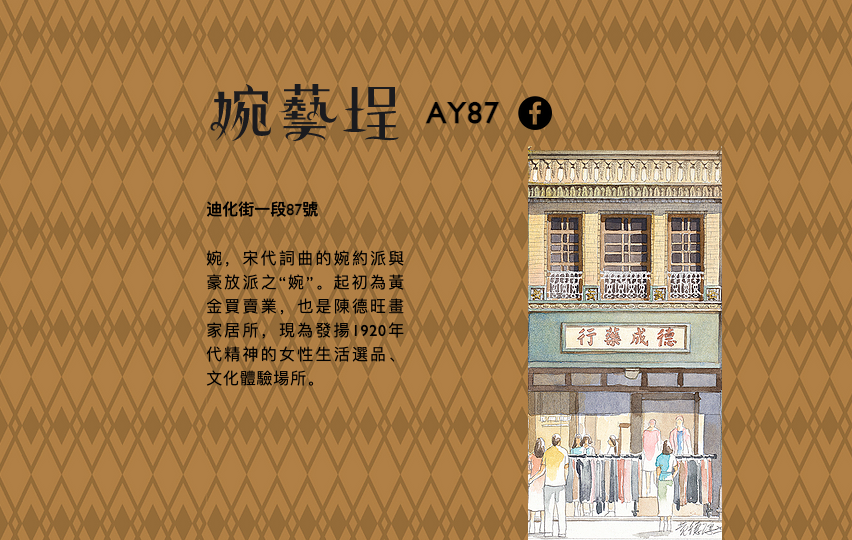 婉藝埕 AY87
迪化街一段87號
婉，宋代詞曲的婉約派與
豪放派之“婉”。起初為黃
金買賣業，也是陳德旺畫
家居所，現為發揚1920年
代精神的女性生活選品、
文化體驗場所。
行藥成德